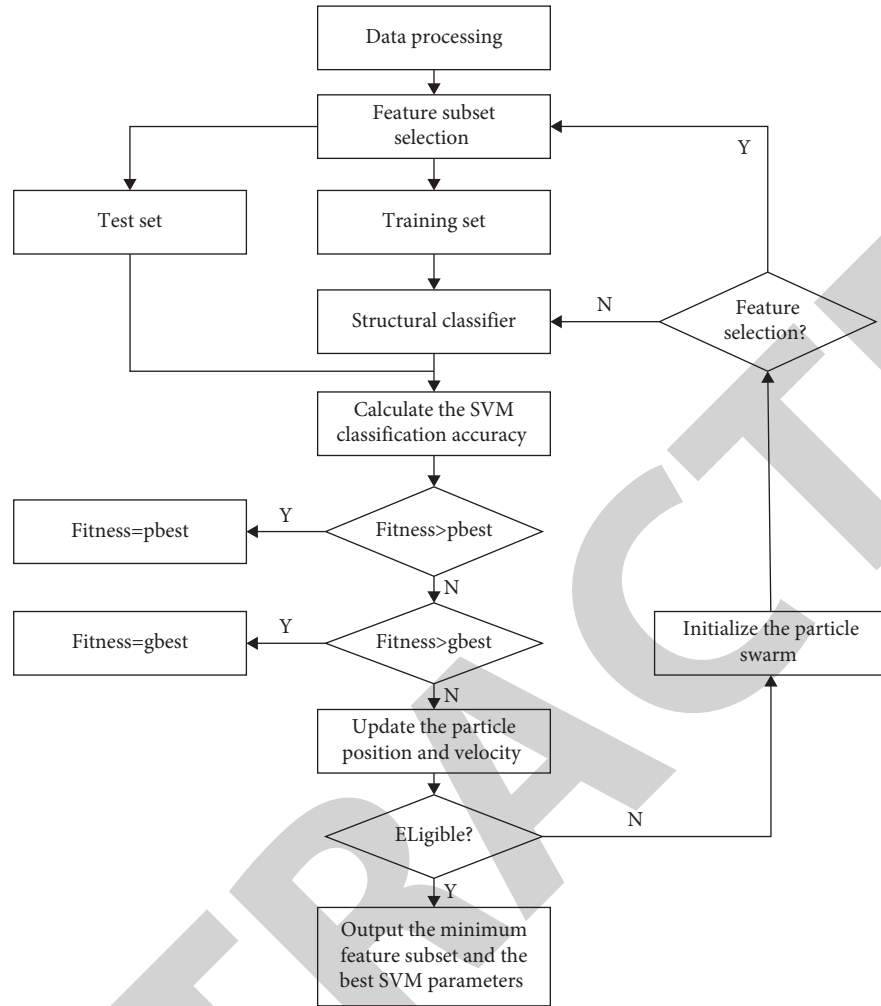 Data processing
Feature subset
selection
Y
Test set
Training set
Structural classifier
N
Feature
selection?
Calculate the SVM
classification accuracy
Fitness=pbest
Y
Fitness>pbest
N
Fitness=gbest
Y
Fitness>gbest
Initialize the particle
swarm
N
Update the particle
position and velocity
ELigible?
N
Y
Output the minimum
feature subset and the
best SVM parameters
TRACT